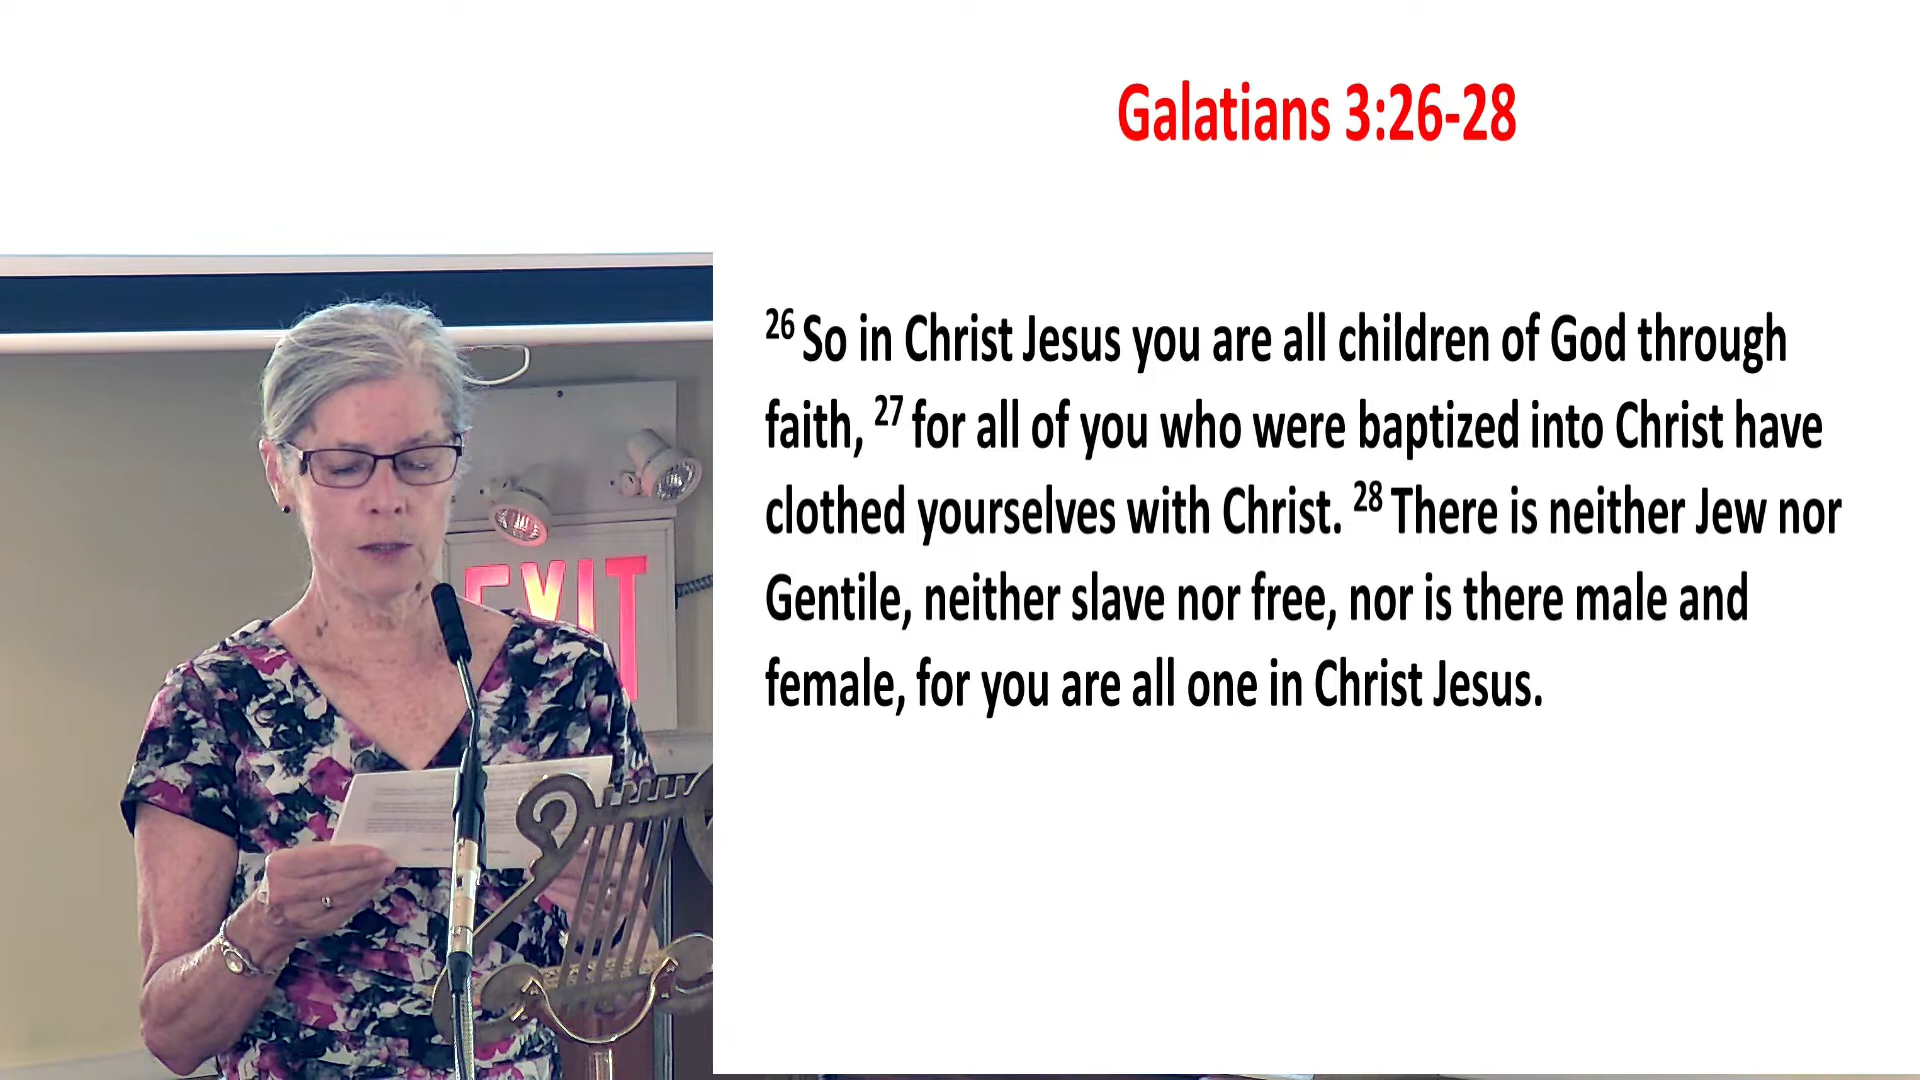 Galatians 3:26-28
26 So in Christ Jesus you are all children of God through
faith, 27 for all of you who were baptized into Christ have
clothed yourselves with Christ. 28 There is neither Jew nor
Gentile, neither slave nor free, nor is there male and
female, for you are all one in Christ Jesus.
EXIT